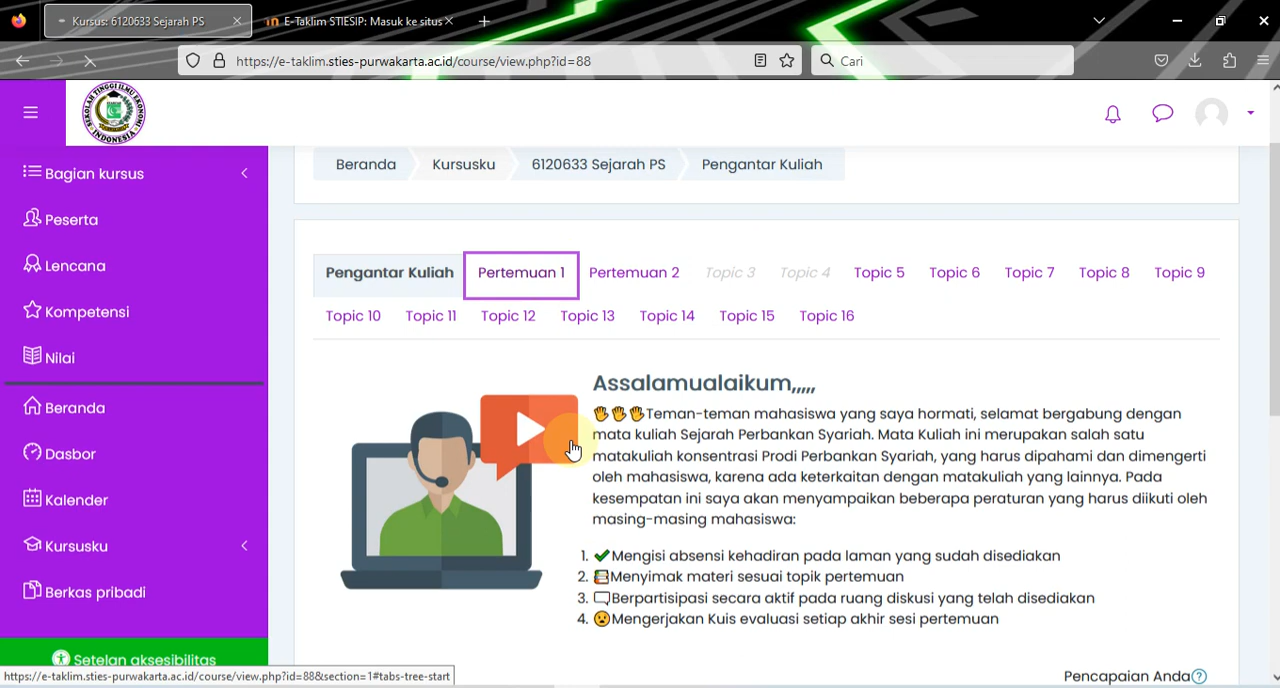 Kursus: 6120633 Sejarah PS
E-Taklim STIESIP: Masuk ke situs
https://e-taklim.sties-purwakarta.ac.id/course/view.php?id=88
Cari
SEKOLAH TINGGI ILMU EKONOMI
INDONESIA
Bagian kursus
Peserta
Lencana
Kompetensi
Nilai
Beranda
Dasbor
Kalender
Kursusku
Berkas pribadi
Setelan aksesibilitas
Beranda
Kursusku
6120633 Sejarah PS
Pengantar Kuliah
Pengantar Kuliah
Pertemuan 1
Pertemuan 2
Topic 3
Topic 4
Topic 5
Topic 6
Topic 7
Topic 8
Topic 9
Topic 10
Topic 11
Topic 12
Topic 13
Topic 14
Topic 15
Topic 16
Assalamualaikum,,,,,
👋👋👋Teman-teman mahasiswa yang saya hormati, selamat bergabung dengan
mata kuliah Sejarah Perbankan Syariah. Mata Kuliah ini merupakan salah satu
matakuliah konsentrasi Prodi Perbankan Syariah, yang harus dipahami dan dimengerti
oleh mahasiswa, karena ada keterkaitan dengan matakuliah yang lainnya. Pada
kesempatan ini saya akan menyampaikan beberapa peraturan yang harus diikuti oleh
masing-masing mahasiswa:
1. ✔Mengisi absensi kehadiran pada laman yang sudah disediakan
2. 📚Menyimak materi sesuai topik pertemuan
3. 🗨Berpartisipasi secara aktif pada ruang diskusi yang telah disediakan
4. 😧Mengerjakan Kuis evaluasi setiap akhir sesi pertemuan
Pencapaian Anda
https://e-taklim.sties-purwakarta.ac.id/course/view.php?id=88&section=1#tabs-tree-start